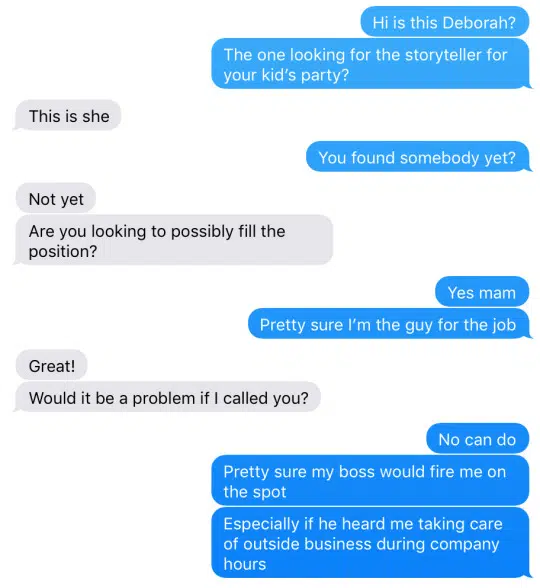 Hi is this Deborah?
The one looking for the storyteller for
your kid's party?
This is she
You found somebody yet?
Not yet
Are you looking to possibly fill the
position?
Yes mam
Pretty sure I'm the guy for the job
Great!
Would it be a problem if I called you?
No can do
Pretty sure my boss would fire me on
the spot
Especially if he heard me taking care
of outside business during company
hours